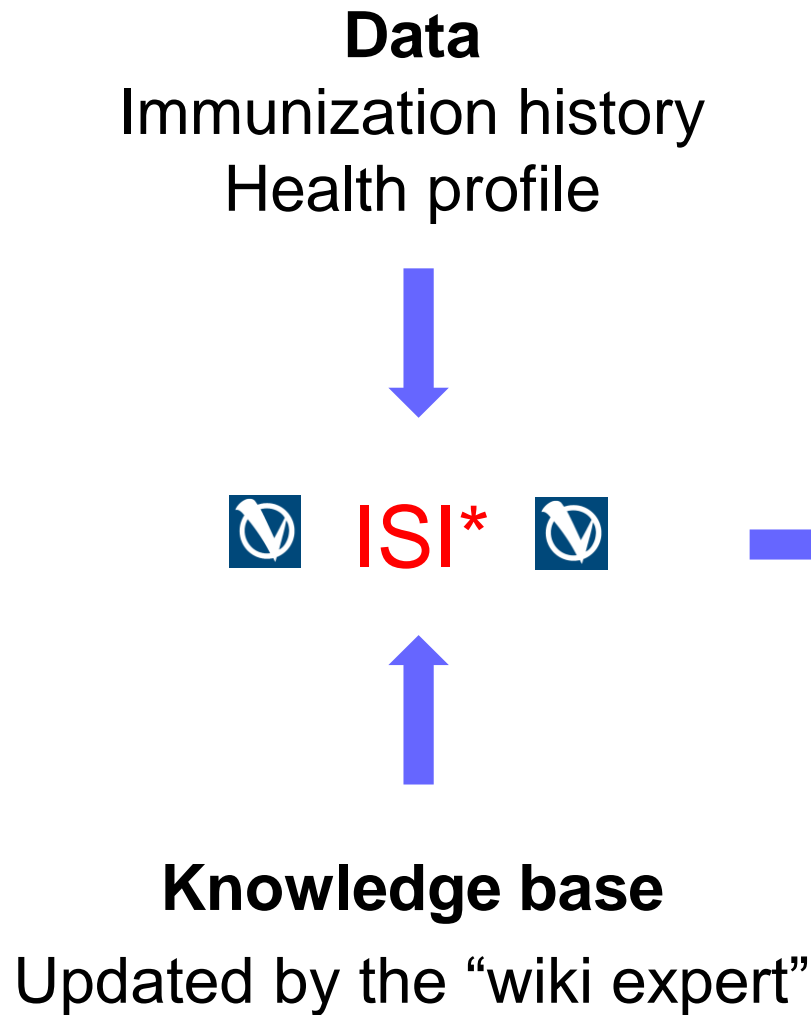 Data
Immunization history
Health profile
ISI*
Knowledge base
Updated by the “wiki expert”